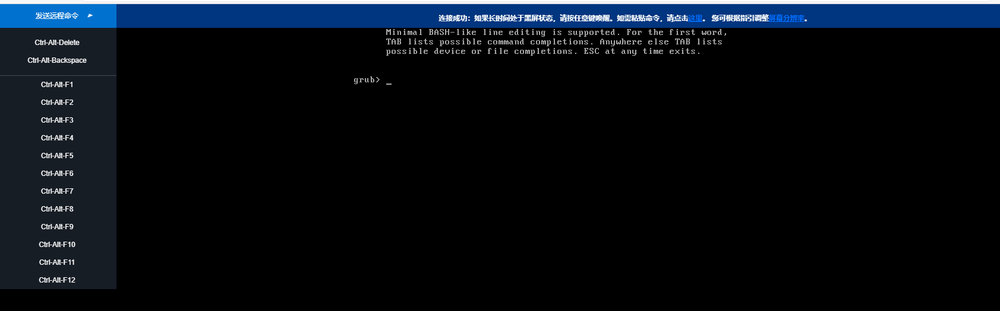 发送远程命令
连接成功：如果长时间处于黑屏状态，请按任意键唤醒。如需粘贴命令，请点击这里。 您可根据指引调整屏幕分辨率。
Ctrl-Alt-Delete
Ctrl-Alt-Backspace
Ctrl-Alt-F1
Ctrl-Alt-F2
Ctrl-Alt-F3
Ctrl-Alt-F4
Ctrl-Alt-F5
Ctrl-Alt-F6
Ctrl-Alt-F7
Ctrl-Alt-F8
Ctrl-Alt-F9
Ctrl-Alt-F10
Ctrl-Alt-F11
Ctrl-Alt-F12
Minimal BASH-like line editing is supported. For the first word,
TAB lists possible command completions. Anywhere else TAB lists
possible device or file completions. ESC at any time exits.
grub> _